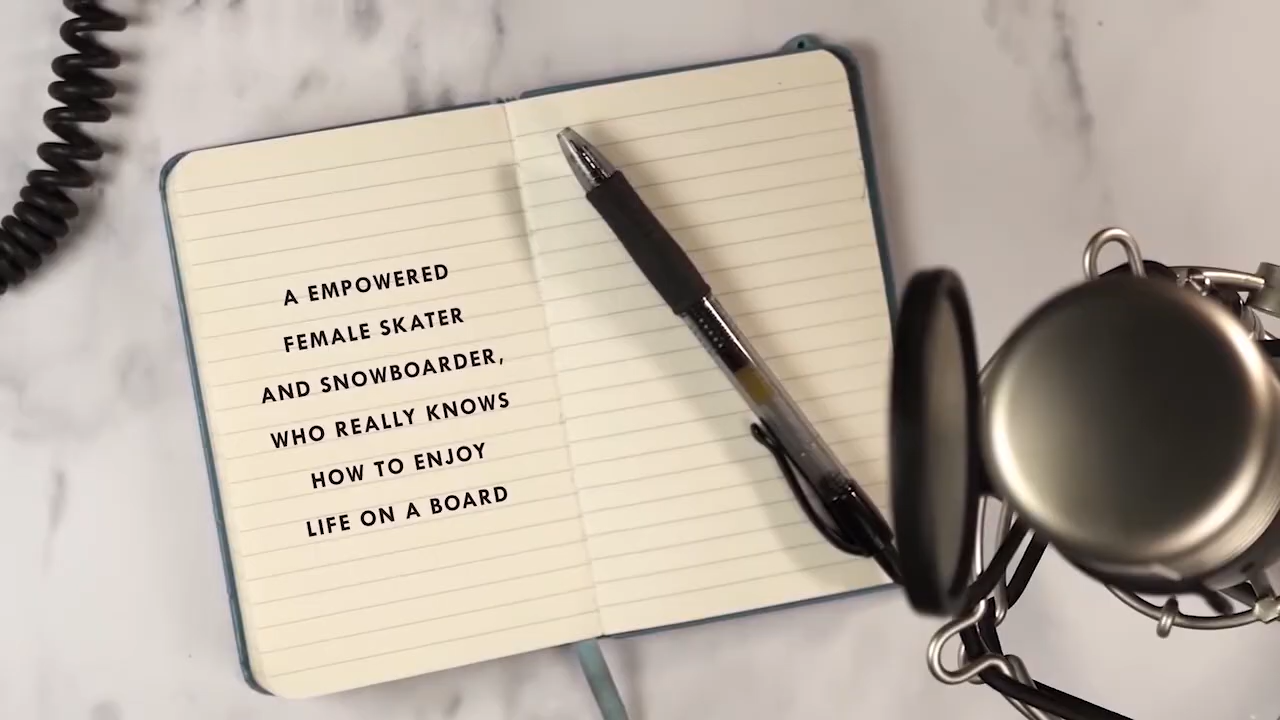 A EMPOWERED
FEMALE SKATER
AND SNOWBOARDER,
WHO REALLY KNOWS
HOW TO ENJOY
LIFE ON A BOARD